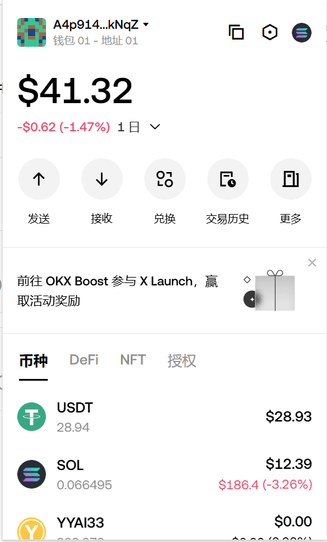 A4p914...kNqZ
钱包 01 - 地址 01
$41.32
-$0.62 (-1.47%) 1 日
发送 接收 兑换 交易历史 更多
前往 OKX Boost 参与 X Launch，赢
取活动奖励
币种 DeFi NFT 授权
USDT $28.93
28.94
SOL $12.39
0.066495 $186.4 (-3.26%)
YYAI33 $0.00